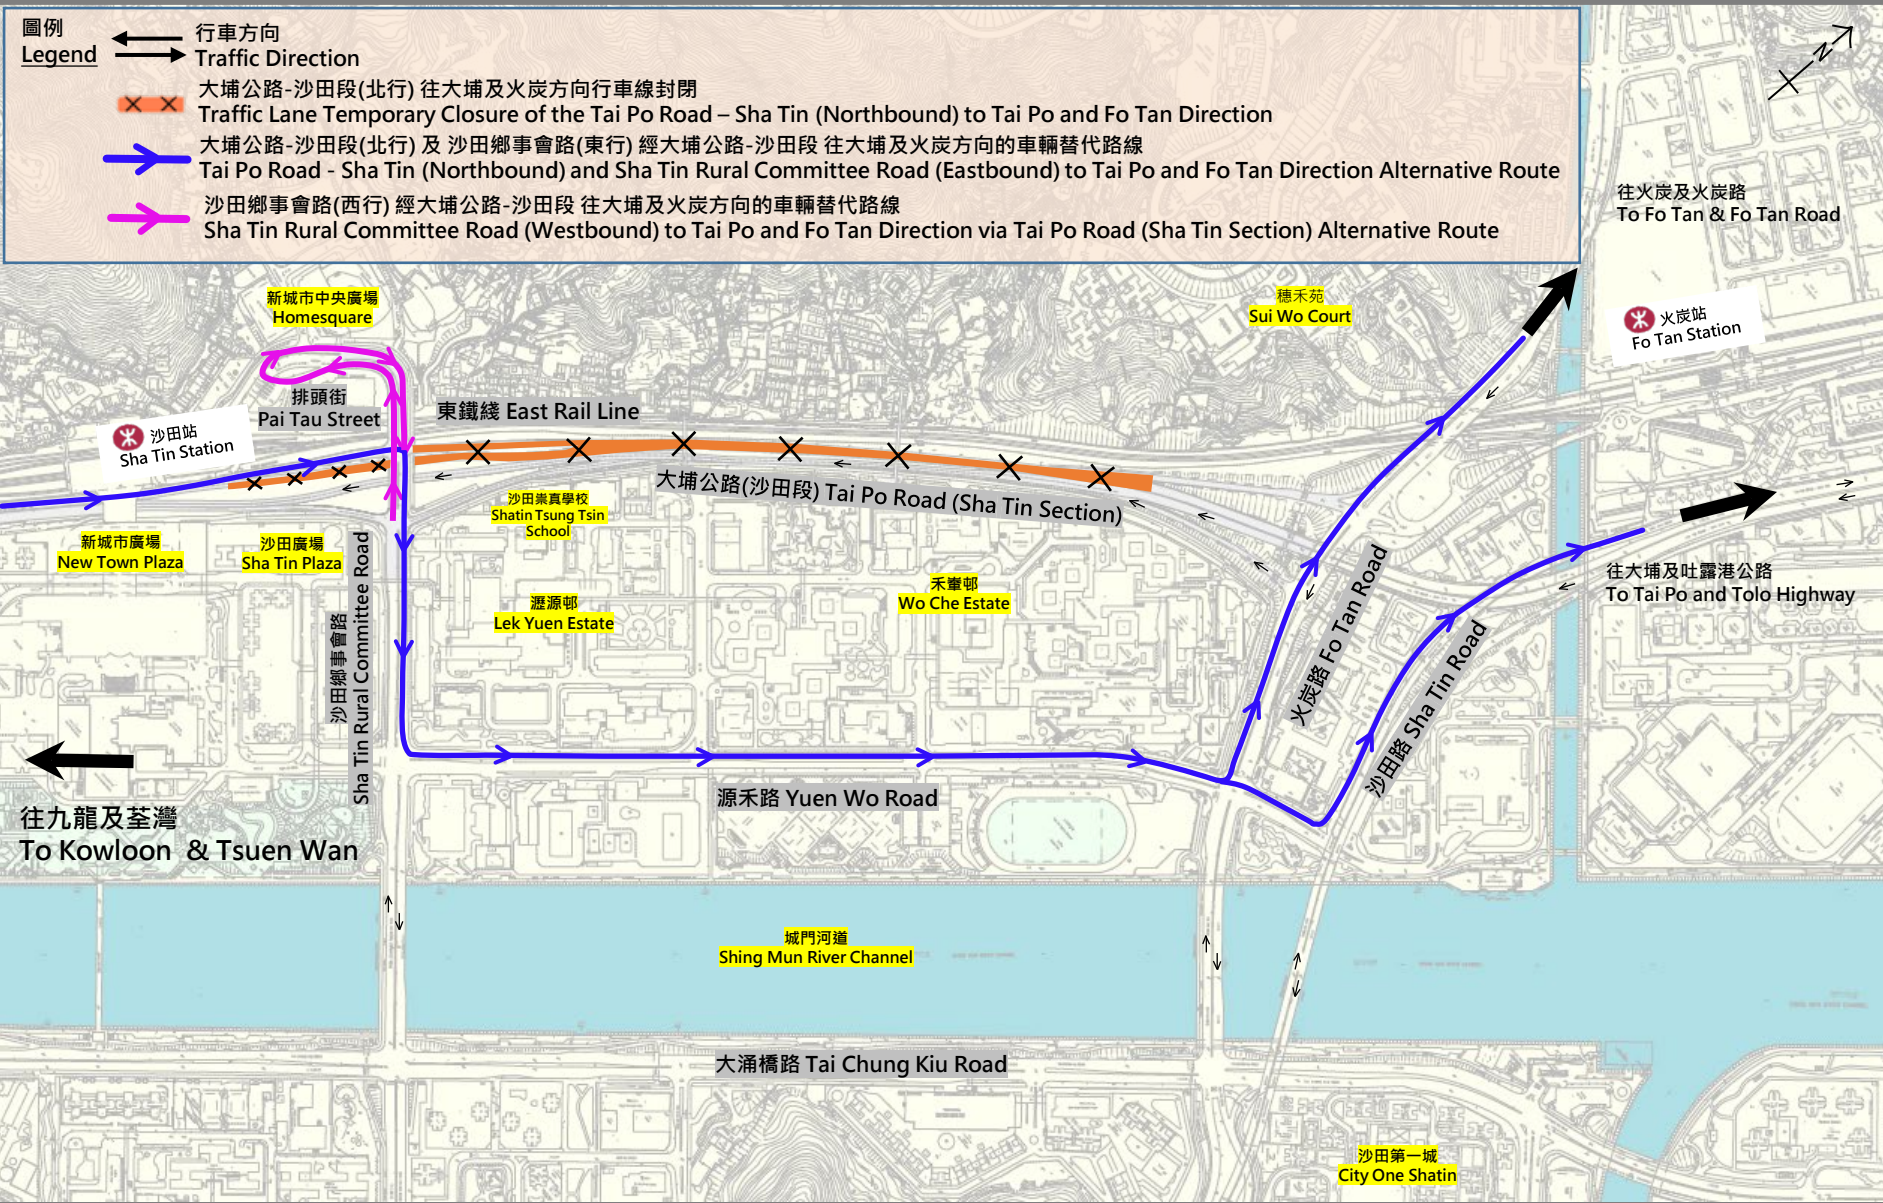 圖例
Legend
行車方向
Traffic Direction
大埔公路-沙田段(北行) 往大埔及火炭方向行車線封閉
Traffic Lane Temporary Closure of the Tai Po Road – Sha Tin (Northbound) to Tai Po and Fo Tan Direction
大埔公路-沙田段(北行) 及 沙田鄉事會路(東行) 經大埔公路-沙田段 往大埔及火炭方向的車輛替代路線
Tai Po Road - Sha Tin (Northbound) and Sha Tin Rural Committee Road (Eastbound) to Tai Po and Fo Tan Direction Alternative Route
沙田鄉事會路(西行) 經大埔公路-沙田段 往大埔及火炭方向的車輛替代路線
Sha Tin Rural Committee Road (Westbound) to Tai Po and Fo Tan Direction via Tai Po Road (Sha Tin Section) Alternative Route
N
往火炭及火炭路
To Fo Tan & Fo Tan Road
新城市中央廣場
Homesquare
穗禾苑
Sui Wo Court
火炭站
Fo Tan Station
排頭街
Pai Tau Street
東鐵綫 East Rail Line
沙田站
Sha Tin Station
大埔公路(沙田段) Tai Po Road (Sha Tin Section)
沙田崇真學校
Shatin Tsung Tsin
School
新城市廣場
New Town Plaza
沙田廣場
Sha Tin Plaza
沙田鄉事會路
Sha Tin Rural Committee Road
瀝源邨
Lek Yuen Estate
禾輋邨
Wo Che Estate
火炭路 Fo Tan Road
沙田路 Sha Tin Road
往大埔及吐露港公路
To Tai Po and Tolo Highway
往九龍及荃灣
To Kowloon & Tsuen Wan
源禾路 Yuen Wo Road
城門河道
Shing Mun River Channel
大涌橋路 Tai Chung Kiu Road
沙田第一城
City One Shatin